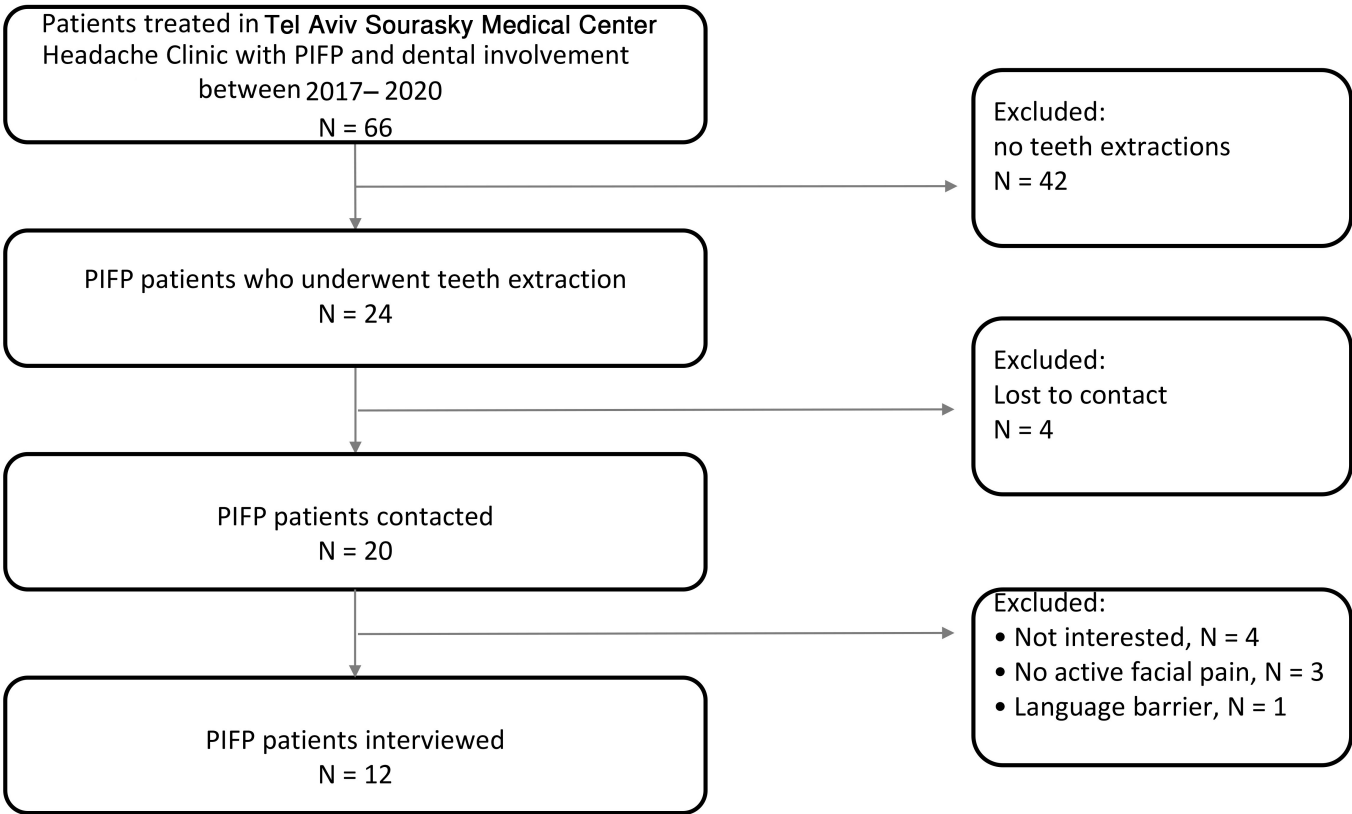 Patients treated in Tel Aviv Sourasky Medical Center
Headache Clinic with PIFP and dental involvement
between 2017– 2020
N = 66
Excluded:
no teeth extractions
N = 42
PIFP patients who underwent teeth extraction
N = 24
Excluded:
Lost to contact
N = 4
PIFP patients contacted
N = 20
Excluded:
• Not interested, N = 4
• No active facial pain, N = 3
• Language barrier, N = 1
PIFP patients interviewed
N = 12